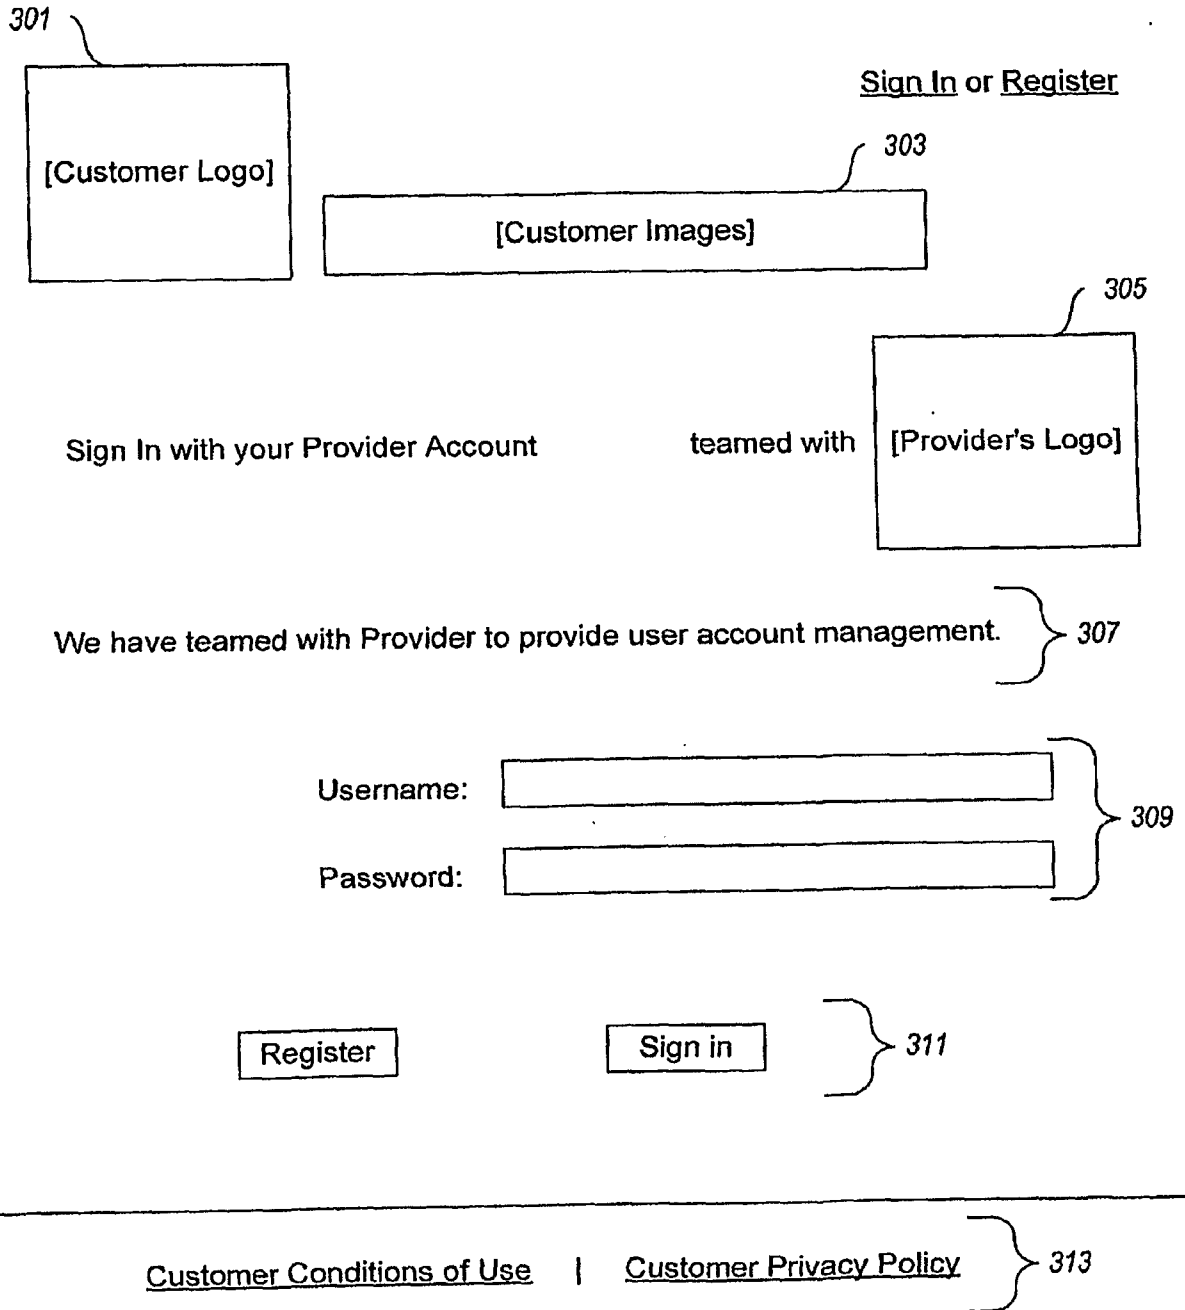 301
Sign In or Register
[Customer Logo]
303
[Customer Images]
305
Sign In with your Provider Account teamed with [Provider's Logo]
We have teamed with Provider to provide user account management. 307
Username:
309
Password:
Register Sign in 311
Customer Conditions of Use | Customer Privacy Policy 313